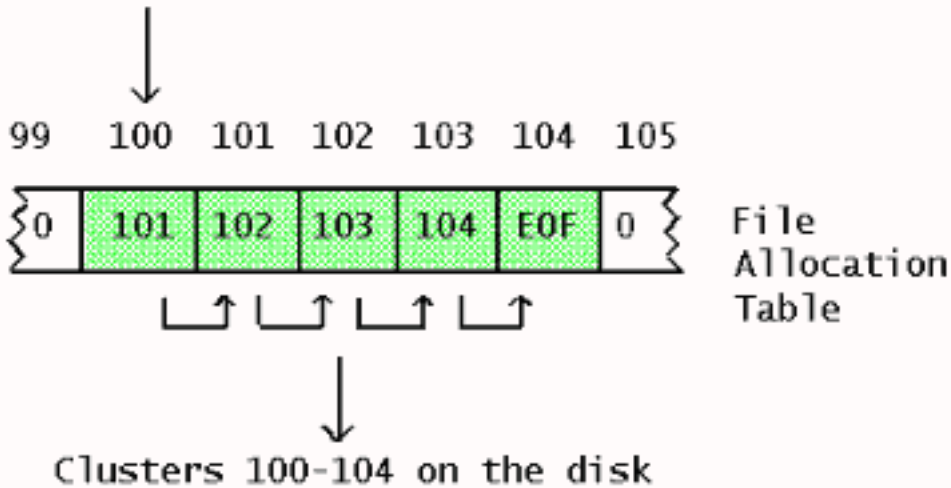 99 100 101 102 103 104 105
0 101 102 103 104 EOF 0
File
Allocation
Table
Clusters 100-104 on the disk